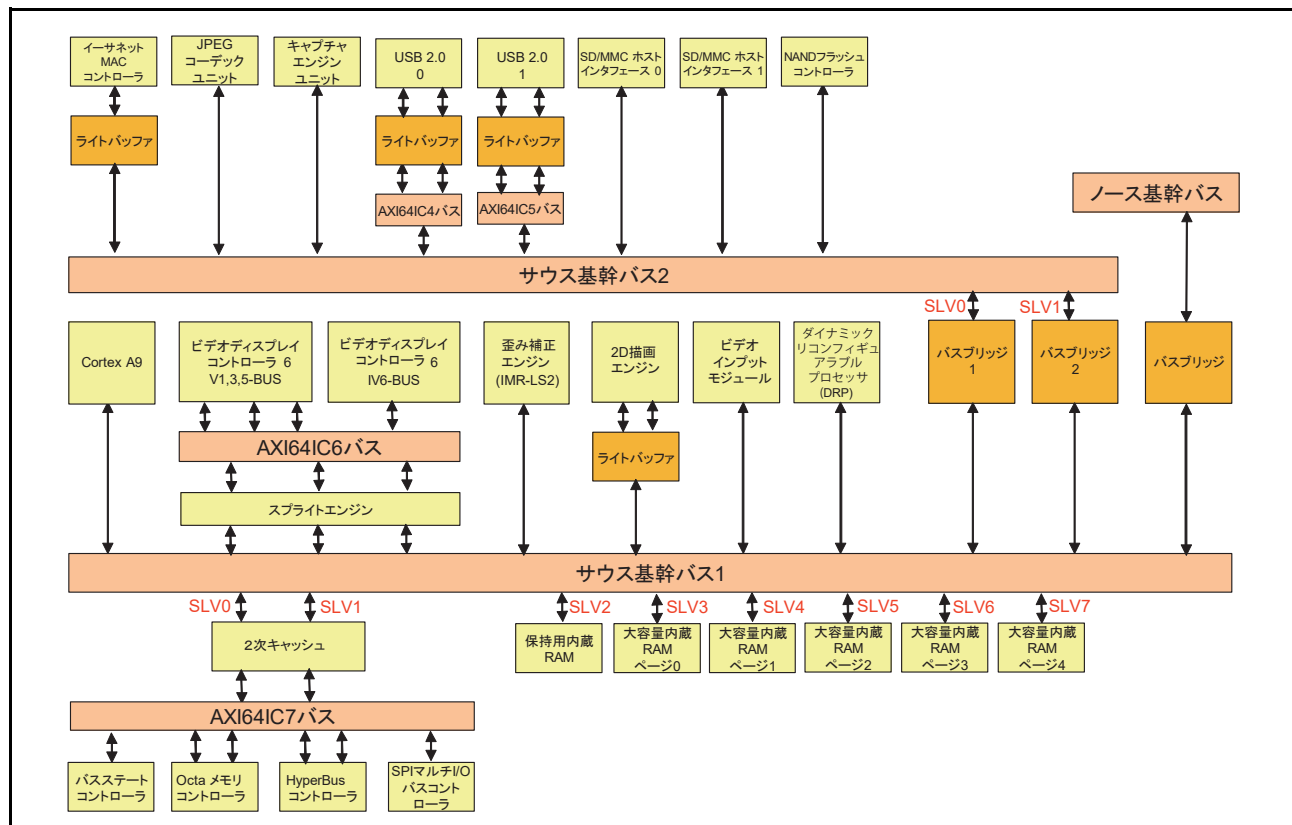 イーサネット
MAC
コントローラ
JPEG
コーデック
ユニット
キャプチャ
エンジン
ユニット
USB 2.0
0
USB 2.0
1
SD/MMC ホスト
インタフェース 0
SD/MMC ホスト
インタフェース 1
NANDフラッシュ
コントローラ
ライトバッファ
ライトバッファ
ライトバッファ
AXI64IC4バス
AXI64IC5バス
ノース基幹バス
サウス基幹バス2
SLV0
SLV1
Cortex A9
ビデオディスプレイ
コントローラ 6
V1,3,5-BUS
ビデオディスプレイ
コントローラ 6
IV6-BUS
歪み補正
エンジン
(IMR-LS2)
2D描画
エンジン
ビデオ
インプット
モジュール
ダイナミック
リコンフィギュ
アラブル
プロセッサ
(DRP)
バスブリッジ
1
バスブリッジ
2
バスブリッジ
AXI64IC6バス
ライトバッファ
スプライトエンジン
サウス基幹バス1
SLV0
SLV1
SLV2
SLV3
SLV4
SLV5
SLV6
SLV7
2次キャッシュ
保持用内蔵
RAM
大容量内蔵
RAM
ページ0
大容量内蔵
RAM
ページ1
大容量内蔵
RAM
ページ2
大容量内蔵
RAM
ページ3
大容量内蔵
RAM
ページ4
AXI64IC7バス
バスステート
コントローラ
Octa メモリ
コントローラ
HyperBus
コントローラ
SPIマルチI/O
バスコント
ローラ